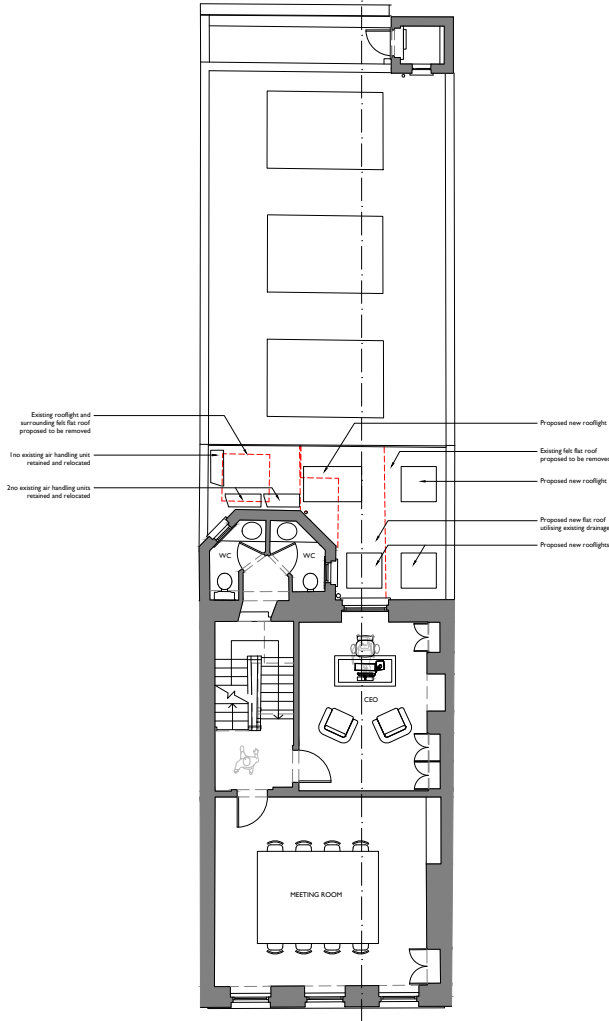 Existing rooflight and
surrounding felt flat roof
proposed to be removed
1no existing air handling unit
retained and relocated
2no existing air handling units
retained and relocated
Proposed new rooflight
Existing felt flat roof
proposed to be removed
Proposed new rooflight
Proposed new flat roof
utilising existing drainage
Proposed new rooflights
WC
WC
CEO
MEETING ROOM